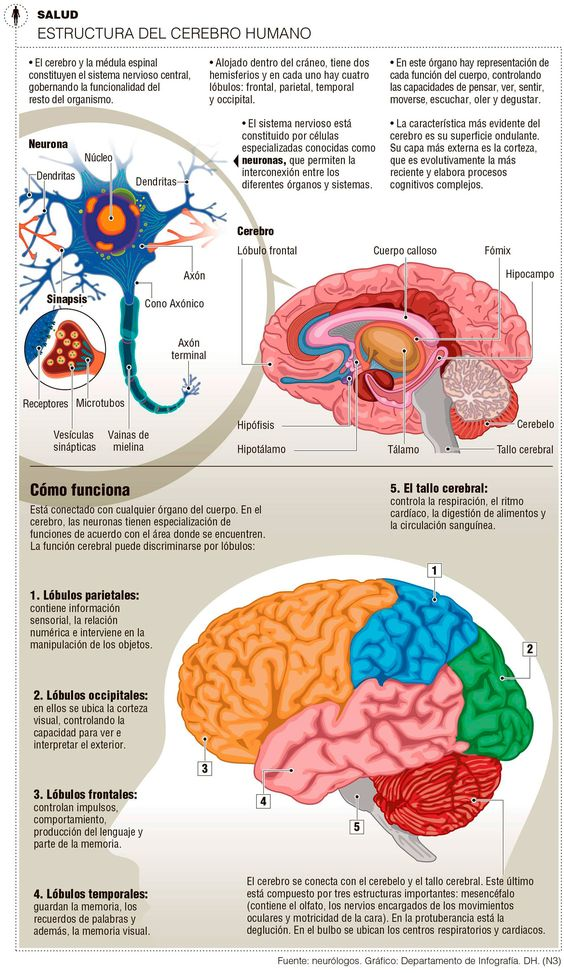 SALUD
ESTRUCTURA DEL CEREBRO HUMANO
• El cerebro y la médula espinal
constituyen el sistema nervioso central,
gobernando la funcionalidad del
resto del organismo.
• Alojado dentro del cráneo, tiene dos
hemisferios y en cada uno hay cuatro
lóbulos: frontal, parietal, temporal
y occipital.
• En este órgano hay representación de
cada función del cuerpo, controlando
las capacidades de pensar, ver, sentir,
moverse, escuchar, oler y degustar.
• El sistema nervioso está
constituido por células
especializadas conocidas como
neuronas, que permiten la
interconexión entre los
diferentes órganos y sistemas.
• La característica más evidente del
cerebro es su superficie ondulante.
Su capa más externa es la corteza,
que es evolutivamente la más
reciente y elabora procesos
cognitivos complejos.
Neurona
Núcleo
Dendritas
Dendritas
Axón
Sinapsis
Cono Axónico
Axón
terminal
Receptores
Microtubos
Vesículas
sinápticas
Vainas de
mielina
Cerebro
Lóbulo frontal
Cuerpo calloso
Fómix
Hipocampo
Hipófisis
Cerebelo
Hipotálamo
Tálamo
Tallo cerebral
Cómo funciona
Está conectado con cualquier órgano del cuerpo. En el
cerebro, las neuronas tienen especialización de
funciones de acuerdo con el área donde se encuentren.
La función cerebral puede discriminarse por lóbulos:
5. El tallo cerebral:
controla la respiración, el ritmo
cardíaco, la digestión de alimentos y
la circulación sanguínea.
1. Lóbulos parietales:
contiene información
sensorial, la relación
numérica e interviene en la
manipulación de los objetos.
2. Lóbulos occipitales:
en ellos se ubica la corteza
visual, controlando la
capacidad para ver e
interpretar el exterior.
3. Lóbulos frontales:
controlan impulsos,
comportamiento,
producción del lenguaje y
parte de la memoria.
4. Lóbulos temporales:
guardan la memoria, los
recuerdos de palabras y
además, la memoria visual.
1
2
3
4
5
El cerebro se conecta con el cerebelo y el tallo cerebral. Este último
está compuesto por tres estructuras importantes: mesencéfalo
(contiene el olfato, los nervios encargados de los movimientos
oculares y motricidad de la cara). En la protuberancia está la
deglución. En el bulbo se ubican los centros respiratorios y cardiacos.
Fuente: neurólogos. Gráfico: Departamento de Infografía. DH. (N3)